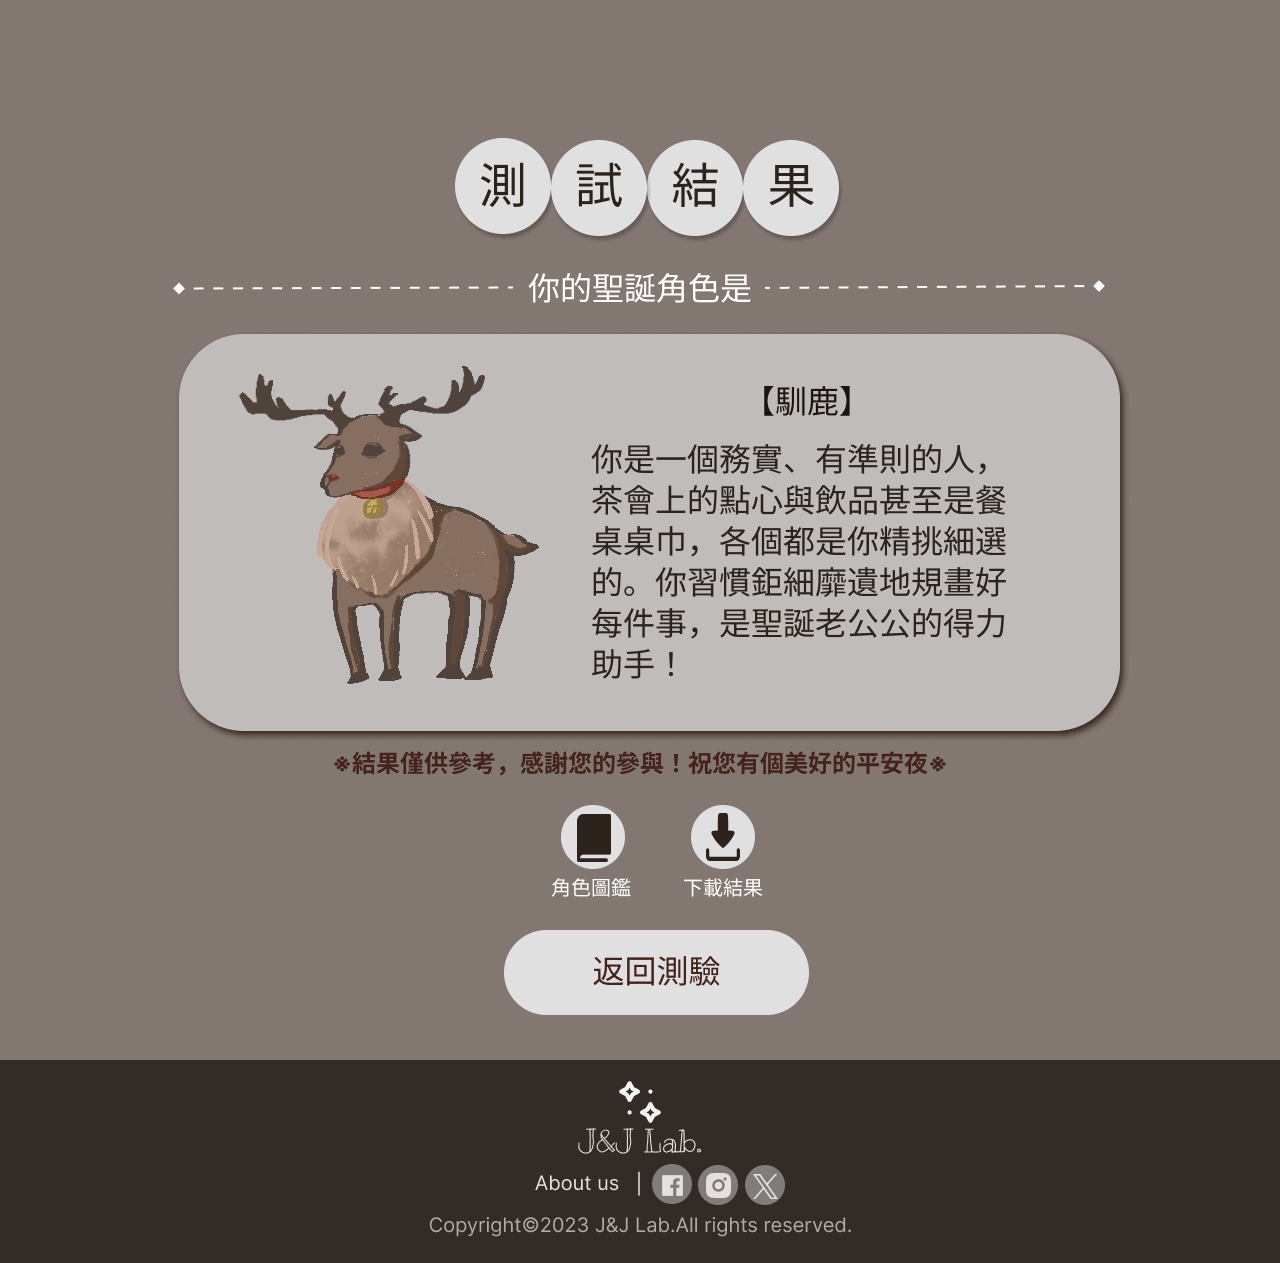 測試結果
你的聖誕角色是
【馴鹿】
你是一個務實、有準則的人，
茶會上的點心與飲品甚至是餐
桌桌巾，各個都是你精挑細選
的。你習慣鉅細靡遺地規畫好
每件事，是聖誕老公公的得力
助手！
※結果僅供參考，感謝您的參與！祝您有個美好的平安夜※
角色圖鑑 下載結果
返回測驗
J&J Lab.
About us |
Copyright©2023 J&J Lab.All rights reserved.